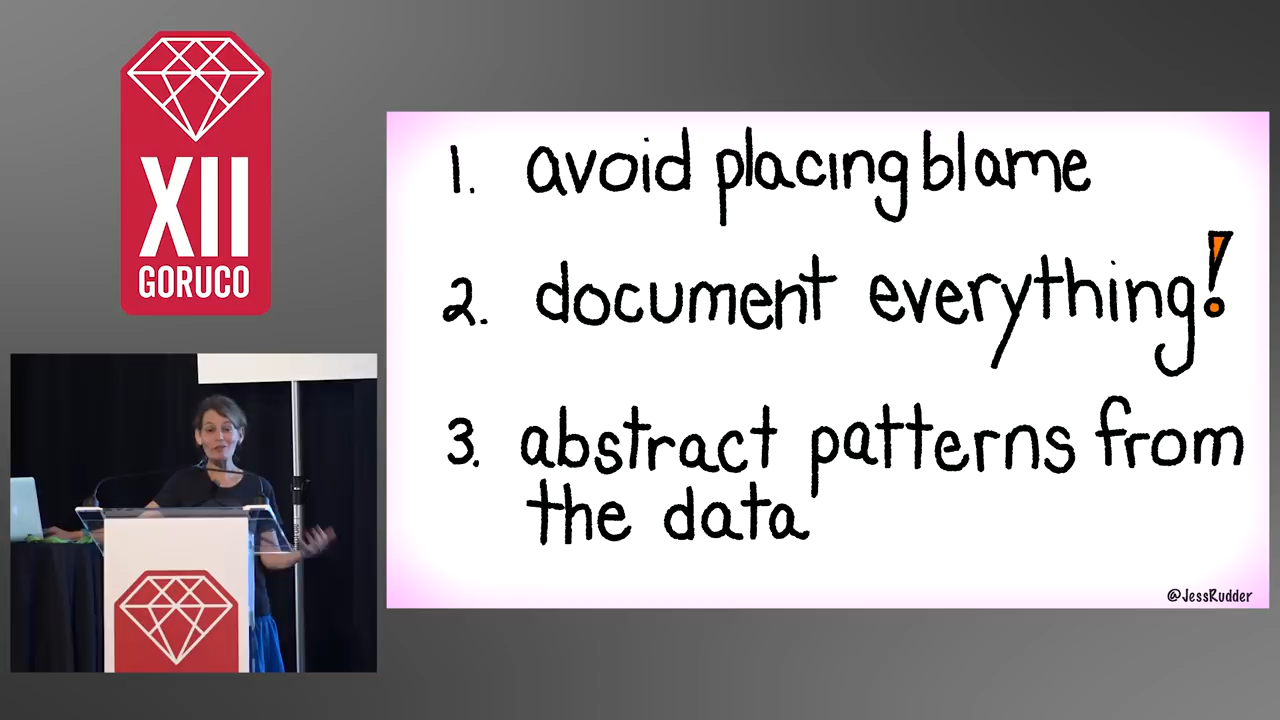 XII
GORUCO
1. avoid placing blame
2. document everything!
3. abstract patterns from
the data
@JessRudder